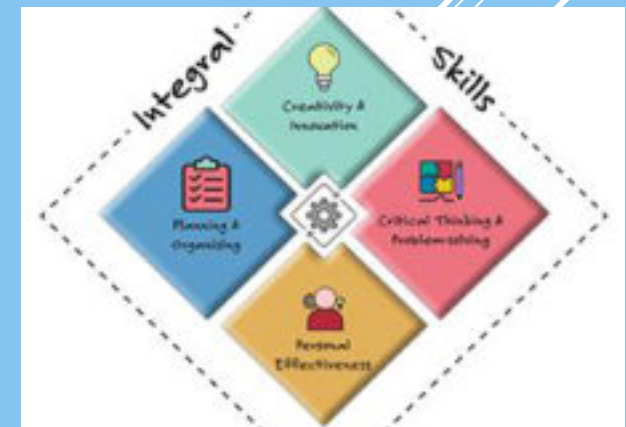 Integral
Skills
Creativity &
Innovation
Planning &
Organising
Critical Thinking &
Problem-solving
Personal
Effectiveness